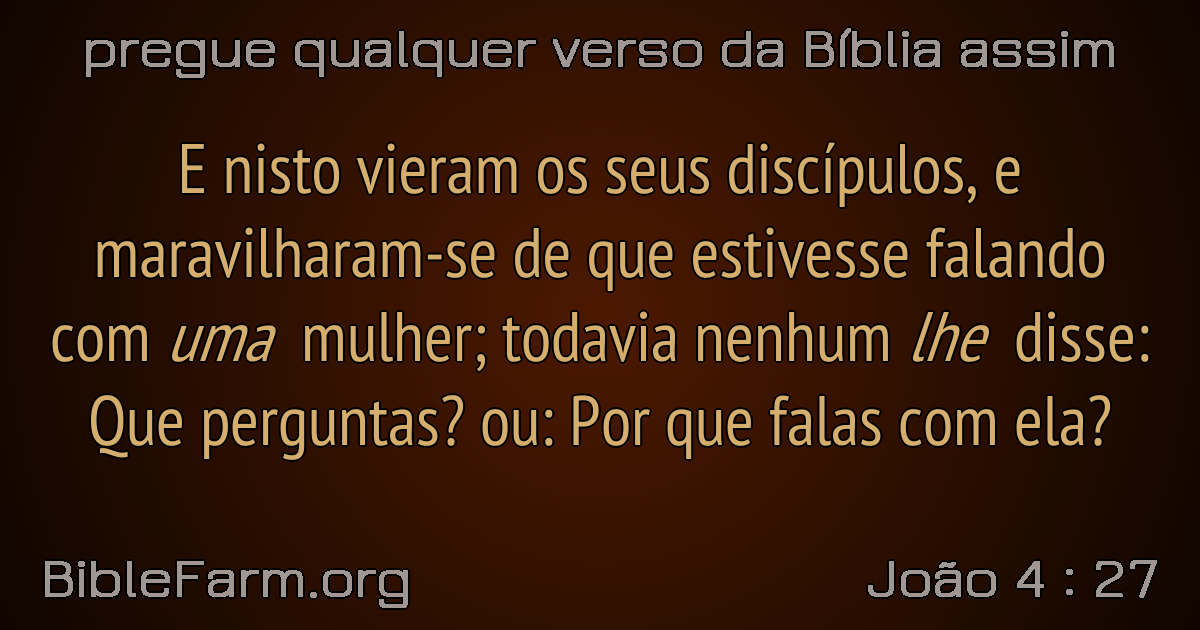 pregue qualquer verso da Bíblia assim
E nisto vieram os seus discípulos, e
maravilharam-se de que estivesse falando
com uma mulher; todavia nenhum lhe disse:
Que perguntas? ou: Por que falas com ela?
BibleFarm.org
João 4 : 27